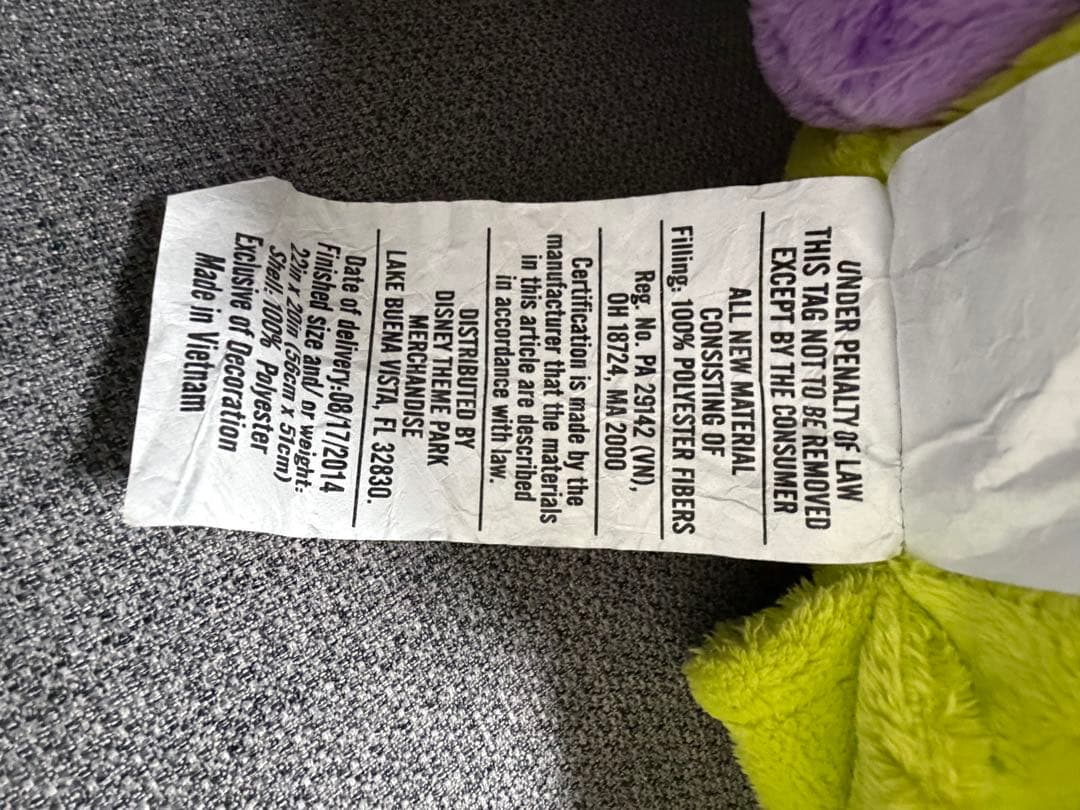 UNDER PENALTY OF LAW
THIS TAG NOT TO BE REMOVED
EXCEPT BY THE CONSUMER
ALL NEW MATERIAL
CONSISTING OF
Filling: 100% POLYESTER FIBERS
Reg. No. PA 29142 (VN),
OH 18724, MA 2000
Certification is made by the
manufacturer that the materials
in this article are described
in accordance with law.
DISTRIBUTED BY
DISNEY THEME PARK
MERCHANDISE
LAKE BUENA VISTA, FL 32830.
Date of delivery:08/17/2014
Finished size and/ or weight:
22in x 20in (56cm x 51cm)
Shell: 100% Polyester
Exclusive of Decoration
Made in Vietnam